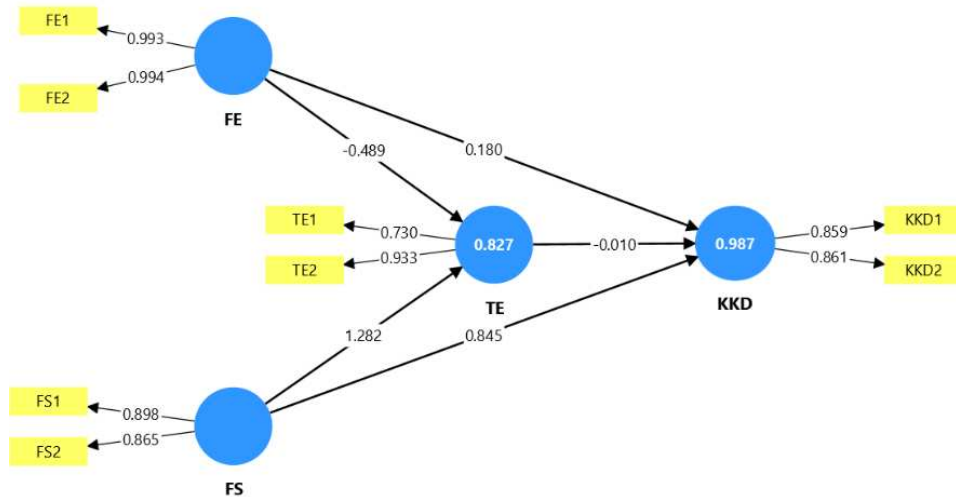 FE1
0.993
0.994
FE2
FE
-0.489
0.180
TE1
0.730
TE2
0.933
0.827
-0.010
0.987
0.859
KKD1
0.861
KKD2
TE
KKD
1.282
0.845
FS1
0.898
FS2
0.865
FS